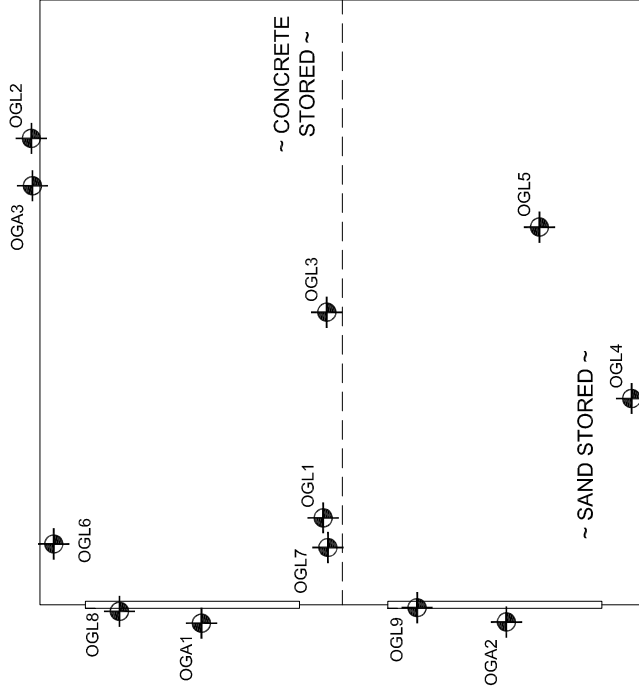 OGL2
OGA3
~ CONCRETE
STORED ~
OGL5
OGL3
OGL4
~ SAND STORED ~
OGL1
OGL6
OGL7
OGL8
OGL9
OGA1
OGA2